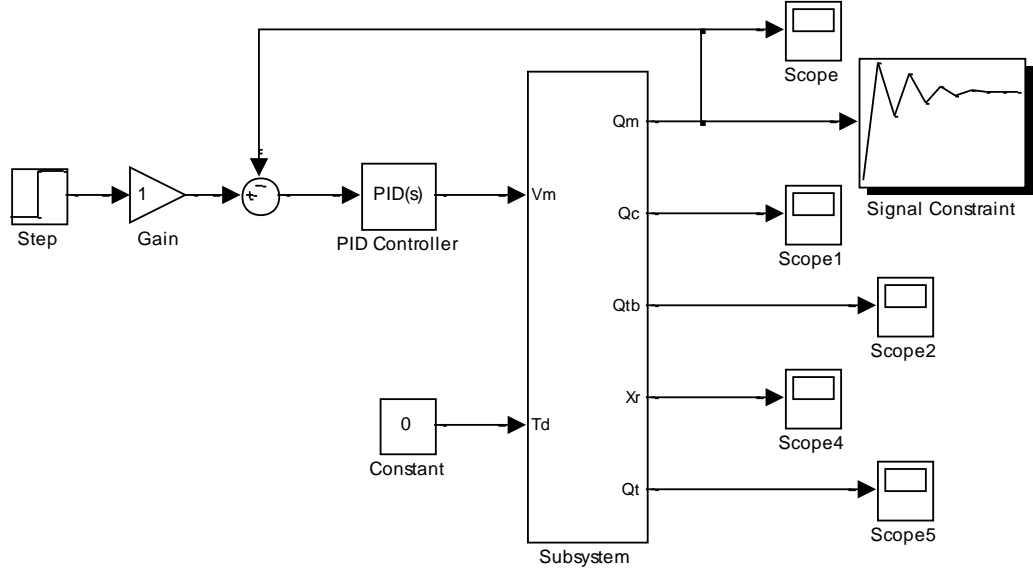 Scope
Qm
Signal Constraint
Step
1
Gain
PID(s)
PID Controller
Vm
Qc
Scope1
Qtb
Scope2
0
Constant
Td
Xr
Scope4
Qt
Scope5
Subsystem